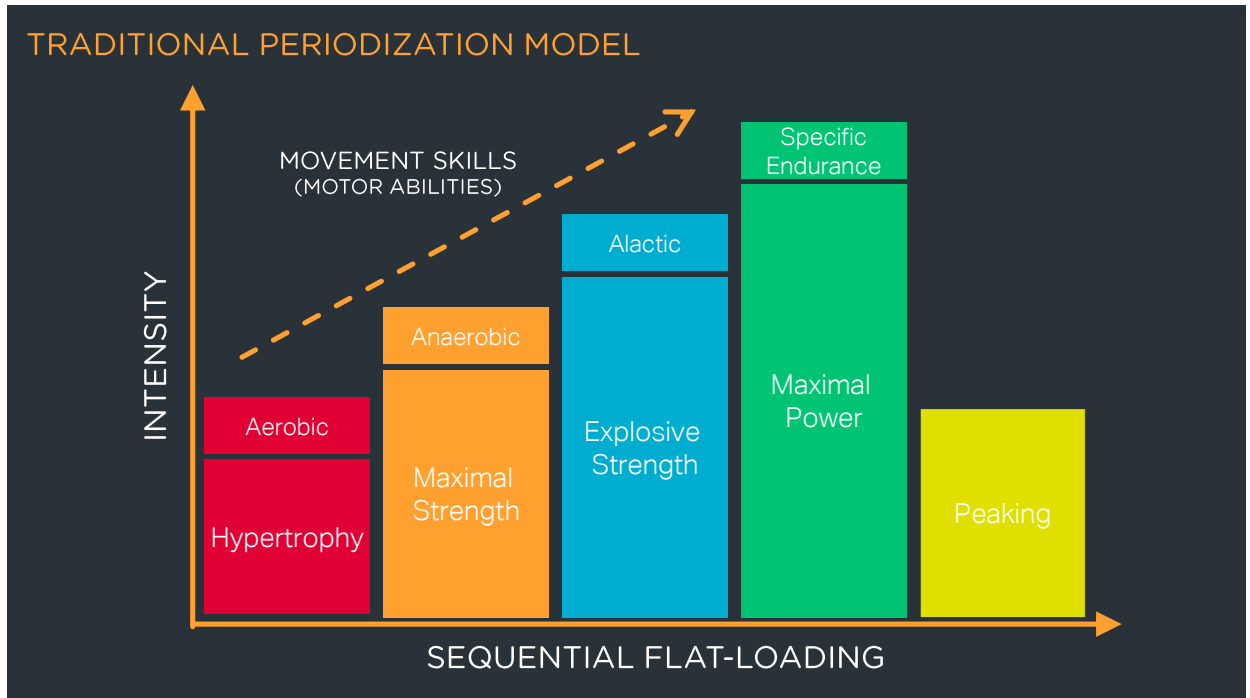 TRADITIONAL PERIODIZATION MODEL
MOVEMENT SKILLS
(MOTOR ABILITIES)
INTENSITY
Aerobic
Hypertrophy
Anaerobic
Maximal
Strength
Alactic
Explosive
Strength
Specific
Endurance
Maximal
Power
Peaking
SEQUENTIAL FLAT-LOADING